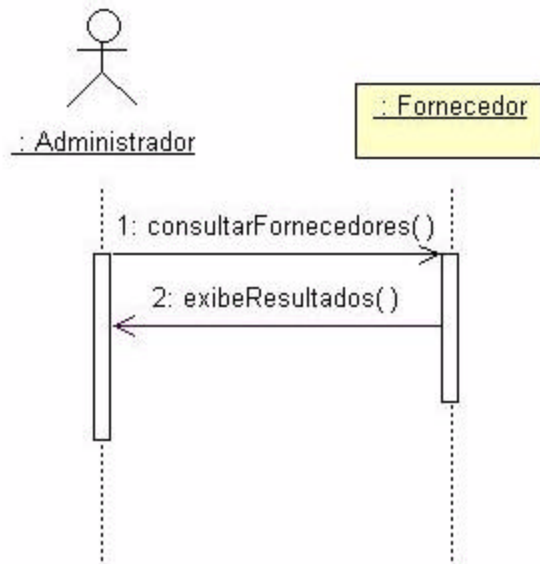 : Administrador
: Fornecedor
1: consultarFornecedores( )
2: exibeResultados( )